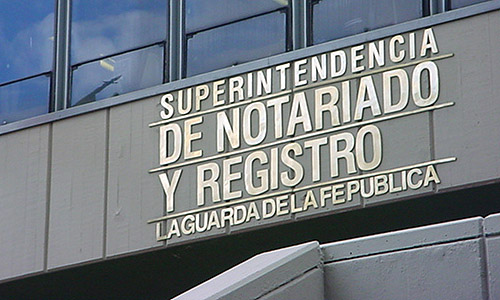 SUPERINTENDENCIA
DE NOTARIADO
Y REGISTRO
LA GUARDA DE LA FE PUBLICA